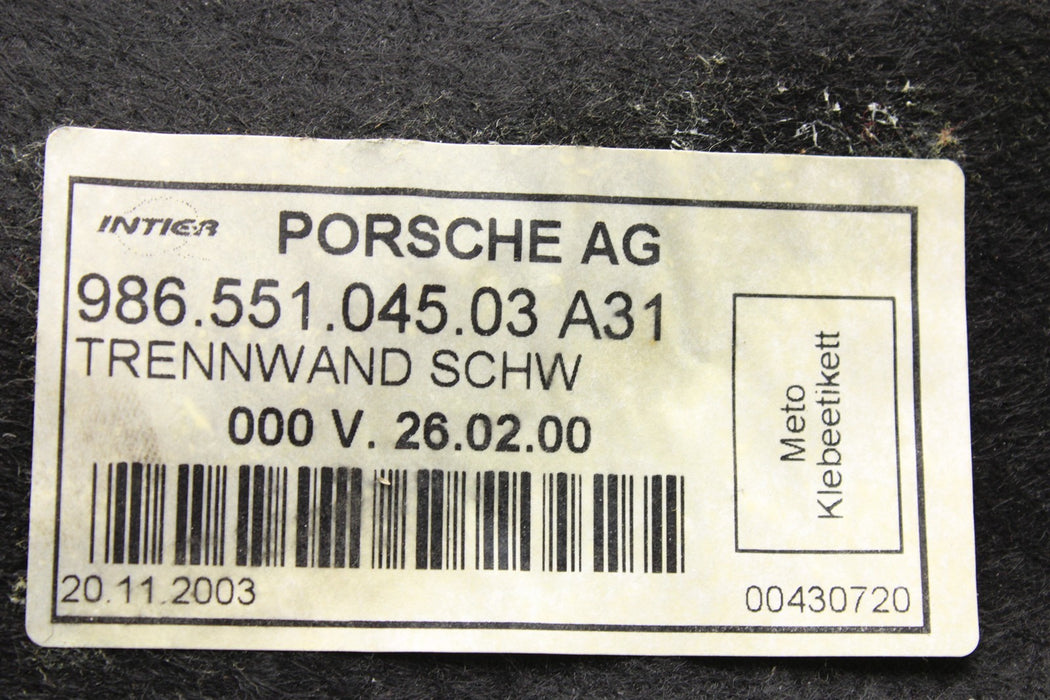 INTIER
PORSCHE AG
986.551.045.03 A31
TRENNWAND SCHW
000 V. 26.02.00
Meto
Klebeetikett
20.11.2003
00430720